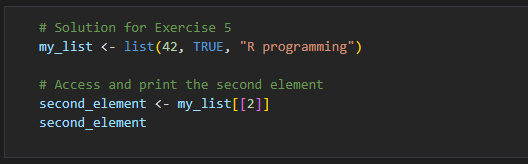 # Solution for Exercise 5
my_list <- list(42, TRUE, "R programming")
# Access and print the second element
second_element <- my_list[[2]]
second_element